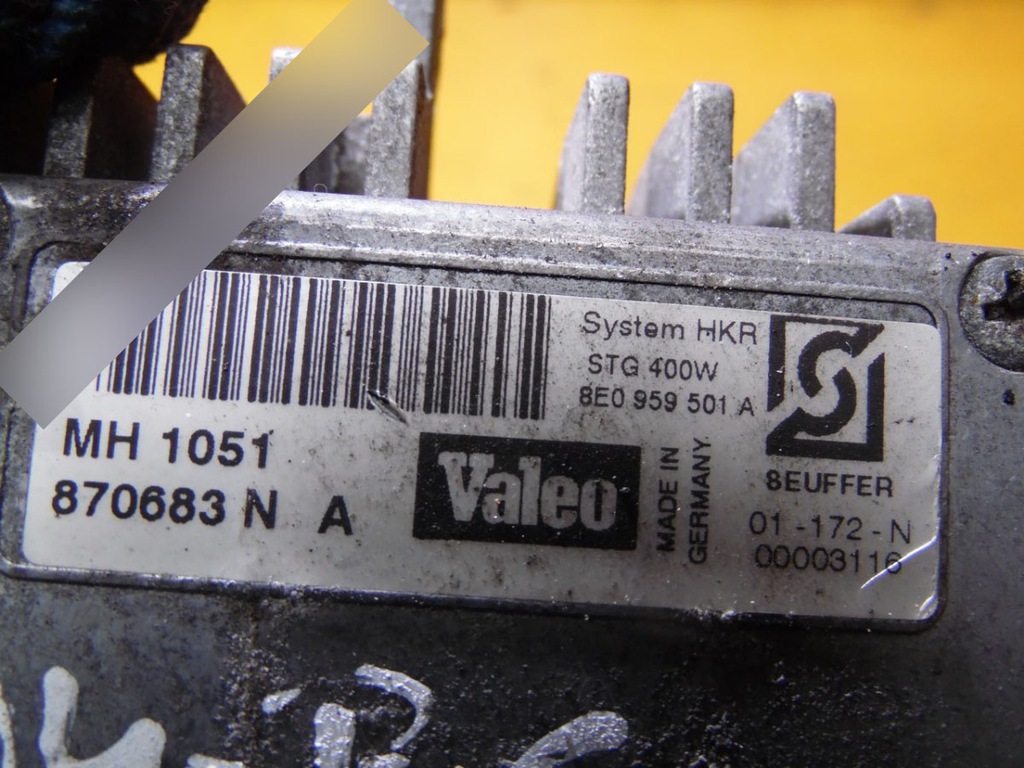 System HKR
STG 400W
8E0 959 501 A
MH 1051
870683 N A
Valeo
MADE IN
GERMANY
SEUFFER
01-172-N
00003116